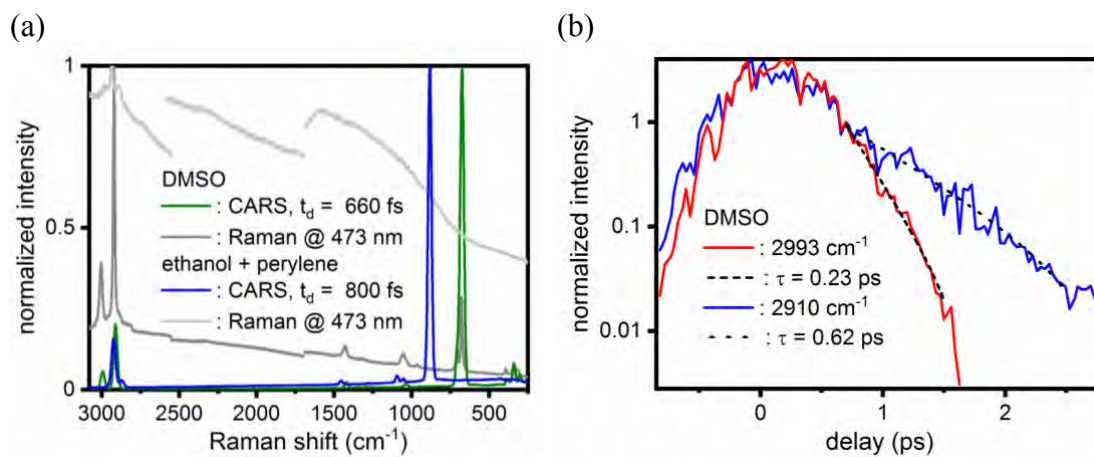 (a)
normalized intensity
1
0.5
0
DMSO
: CARS, t_d = 660 fs
: Raman @ 473 nm
ethanol + perylene
: CARS, t_d = 800 fs
: Raman @ 473 nm
3000 2500 2000 1500 1000 500
Raman shift (cm⁻¹)
(b)
normalized intensity
1
0.1
0.01
DMSO
: 2993 cm⁻¹
: τ = 0.23 ps
: 2910 cm⁻¹
: τ = 0.62 ps
0 1 2
delay (ps)